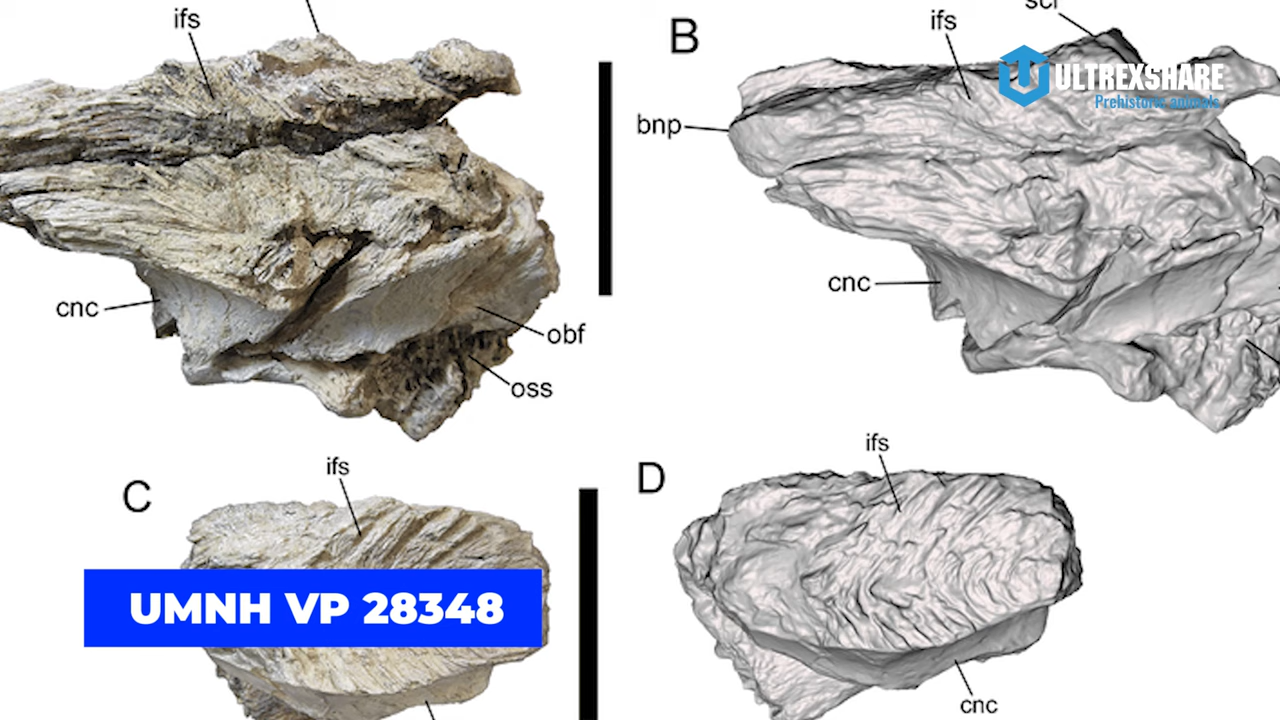 ifs
B
scl
ifs
ULTREXSHARE
Prehistoric animals
bnp
cnc
cnc
obf
oss
ifs
ifs
C
D
UMNH VP 28348
cnc